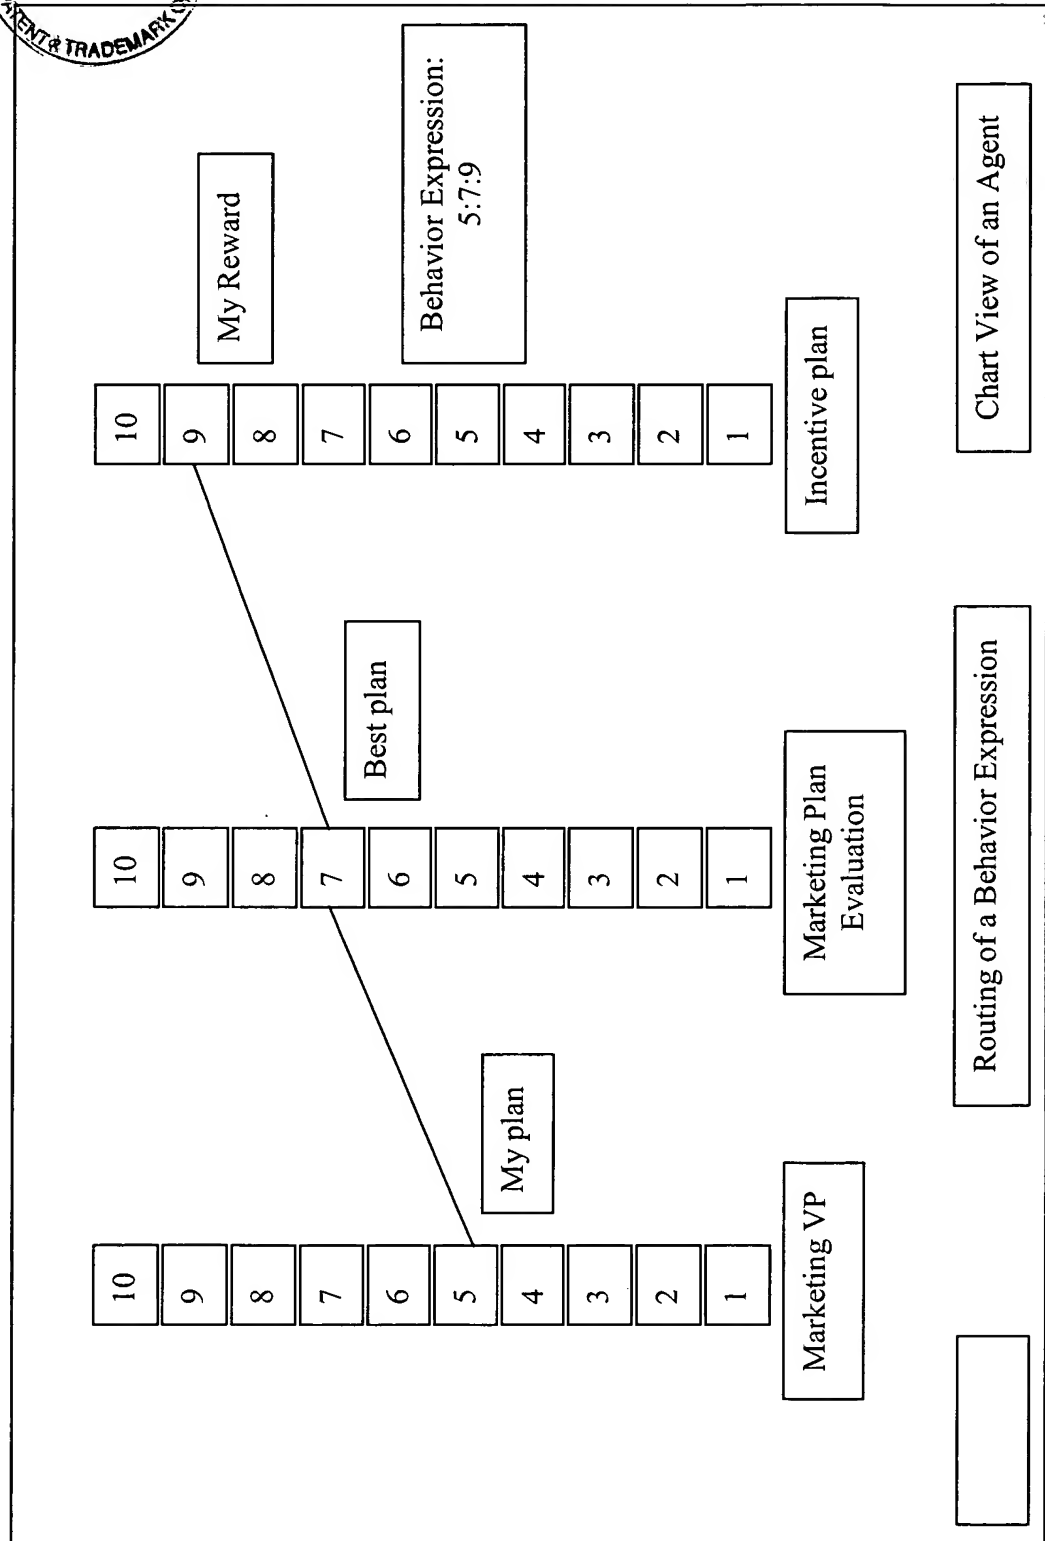 & TRADEMARK
10 10 10
9 9 9
My Reward
8 8 8
7 7 7
Best plan
6 6 6
Behavior Expression:
5:7:9
5 5 5
My plan
4 4 4
3 3 3
2 2 2
1 1 1
Marketing VP
Marketing Plan
Evaluation
Incentive plan
Routing of a Behavior Expression
Chart View of an Agent